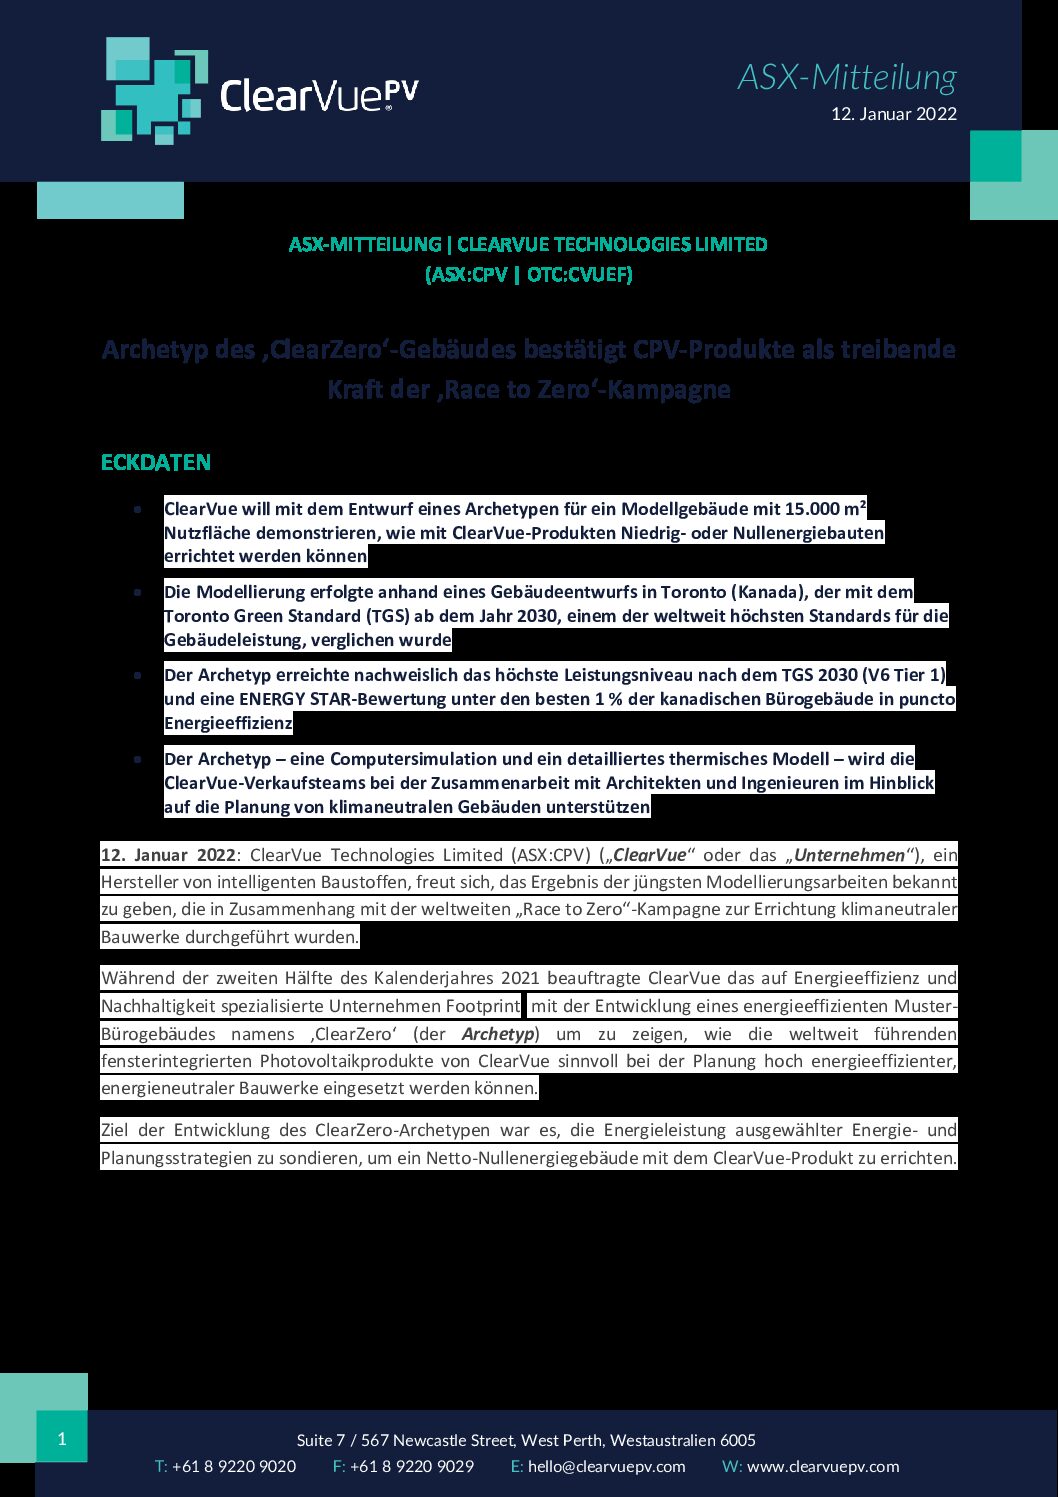 ClearVuePV
®
ASX-Mitteilung
12. Januar 2022
ASX-MITTEILUNG | CLEARVUE TECHNOLOGIES LIMITED
(ASX:CPV | OTC:CVUEF)
Archetyp des ‚ClearZero‘-Gebäudes bestätigt CPV-Produkte als treibende
Kraft der ‚Race to Zero‘-Kampagne
ECKDATEN
• ClearVue will mit dem Entwurf eines Archetypen für ein Modellgebäude mit 15.000 m²
Nutzfläche demonstrieren, wie mit ClearVue-Produkten Niedrig- oder Nullenergiebauten
errichtet werden können
• Die Modellierung erfolgte anhand eines Gebäudeentwurfs in Toronto (Kanada), der mit dem
Toronto Green Standard (TGS) ab dem Jahr 2030, einem der weltweit höchsten Standards für die
Gebäudeleistung, verglichen wurde
• Der Archetyp erreichte nachweislich das höchste Leistungsniveau nach dem TGS 2030 (V6 Tier 1)
und eine ENERGY STAR-Bewertung unter den besten 1 % der kanadischen Bürogebäude in puncto
Energieeffizienz
• Der Archetyp – eine Computersimulation und ein detailliertes thermisches Modell – wird die
ClearVue-Verkaufsteams bei der Zusammenarbeit mit Architekten und Ingenieuren im Hinblick
auf die Planung von klimaneutralen Gebäuden unterstützen
12. Januar 2022: ClearVue Technologies Limited (ASX:CPV) („ClearVue“ oder das „Unternehmen“), ein
Hersteller von intelligenten Baustoffen, freut sich, das Ergebnis der jüngsten Modellierungsarbeiten bekannt
zu geben, die in Zusammenhang mit der weltweiten „Race to Zero“-Kampagne zur Errichtung klimaneutraler
Bauwerke durchgeführt wurden.
Während der zweiten Hälfte des Kalenderjahres 2021 beauftragte ClearVue das auf Energieeffizienz und
Nachhaltigkeit spezialisierte Unternehmen Footprint mit der Entwicklung eines energieeffizienten Muster-
Bürogebäudes namens ‚ClearZero‘ (der Archetyp) um zu zeigen, wie die weltweit führenden
fensterintegrierten Photovoltaikprodukte von ClearVue sinnvoll bei der Planung hoch energieeffizienter,
energieneutraler Bauwerke eingesetzt werden können.
Ziel der Entwicklung des ClearZero-Archetypen war es, die Energieleistung ausgewählter Energie- und
Planungsstrategien zu sondieren, um ein Netto-Nullenergiegebäude mit dem ClearVue-Produkt zu errichten.
1
Suite 7 / 567 Newcastle Street, West Perth, Westaustralien 6005
T: +61 8 9220 9020 F: +61 8 9220 9029 E: hello@clearvuepv.com W: www.clearvuepv.com